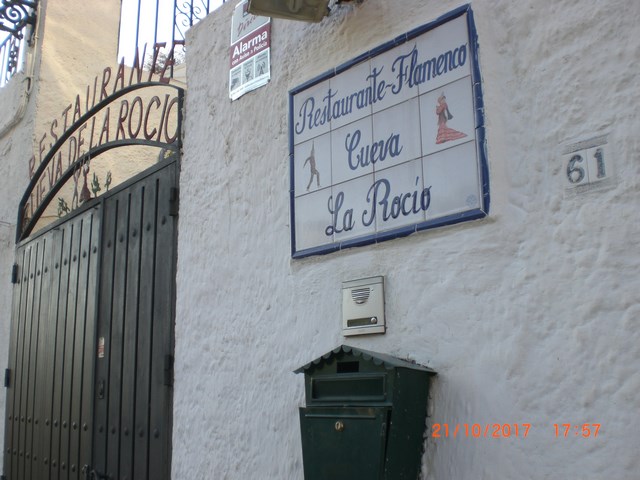 RESTAURANTE
CUEVA DE LA ROCIO
Alarma
Restaurante-Flamenco
Cueva
La Rocío
61
21/10/2017 17:57